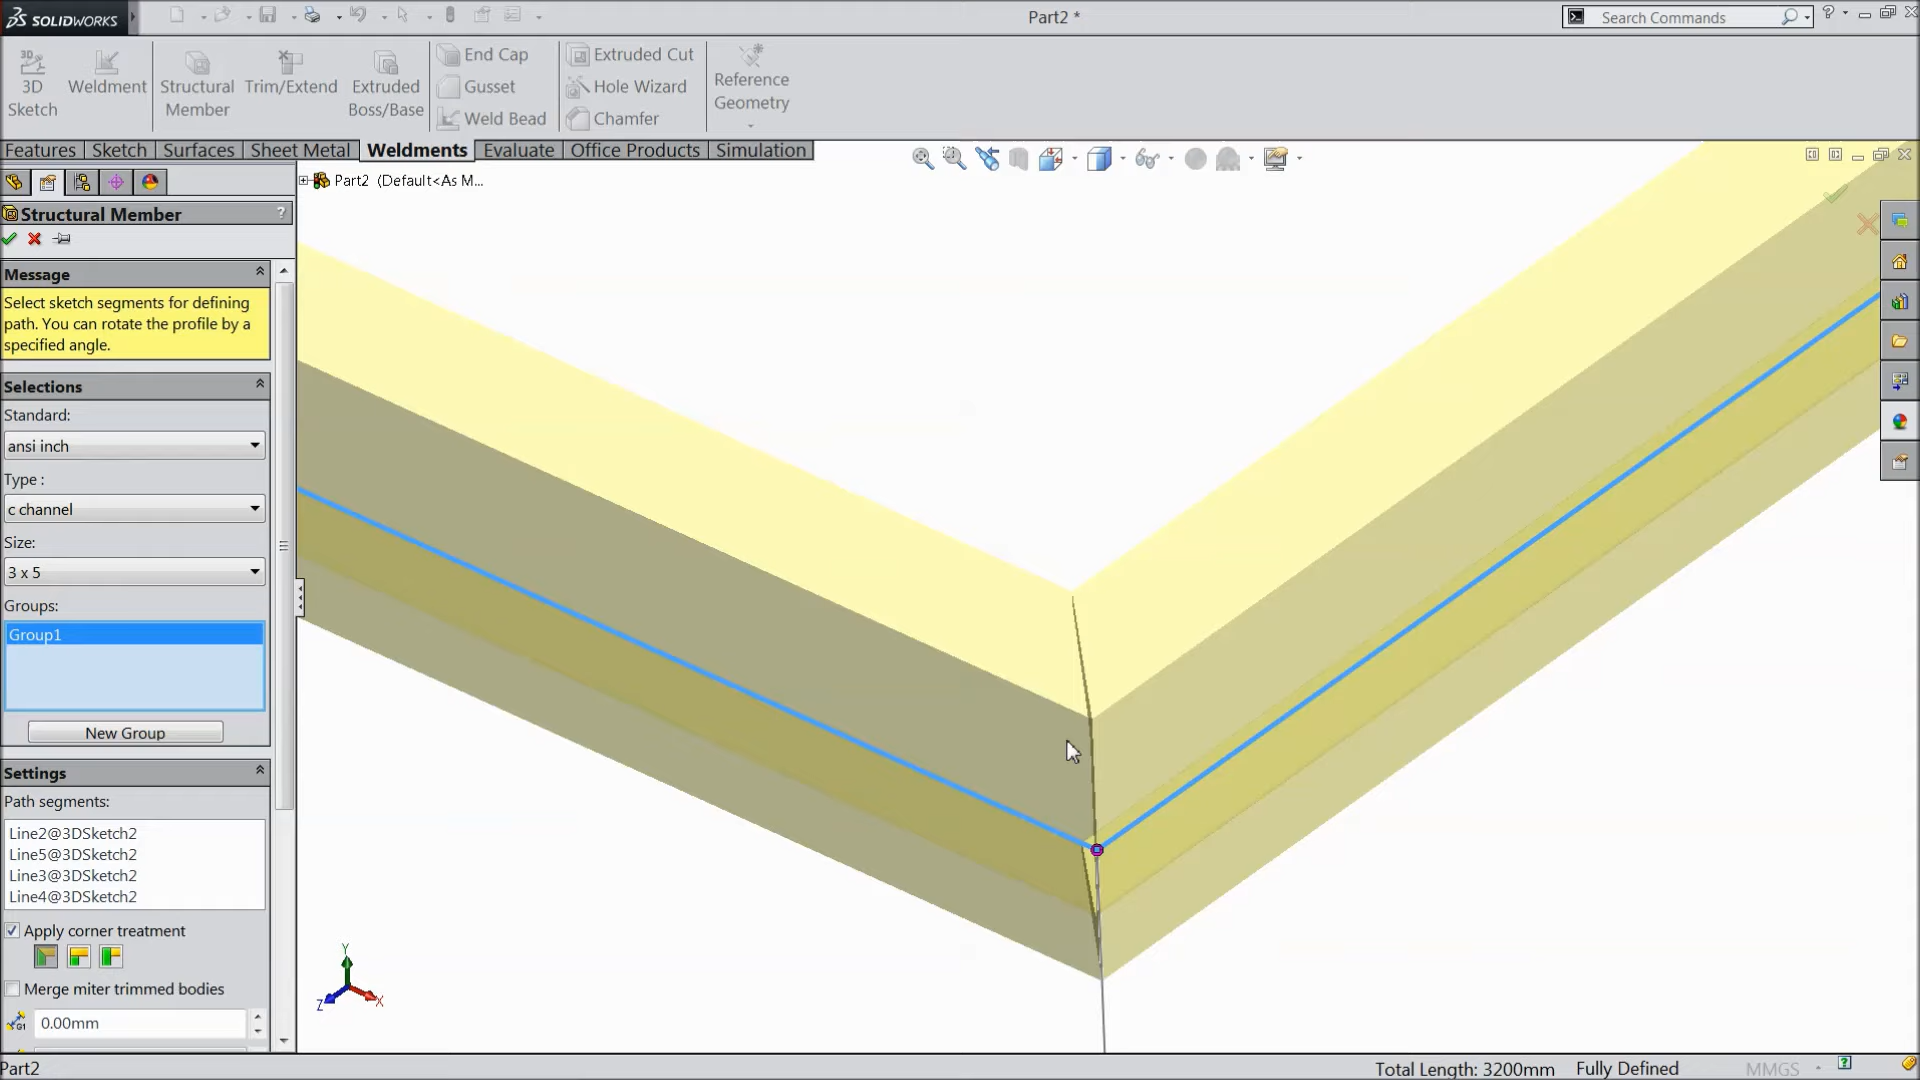 SOLIDWORKS
Part2 *
Search Commands
3D Sketch
Weldment
Structural Member
Trim/Extend
Extruded Boss/Base
End Cap
Gusset
Weld Bead
Extruded Cut
Hole Wizard
Chamfer
Reference Geometry
Features
Sketch
Surfaces
Sheet Metal
Weldments
Evaluate
Office Products
Simulation
Part2 (Default<As M...
Structural Member
?
Message
Select sketch segments for defining
path. You can rotate the profile by a
specified angle.
Selections
Standard:
ansi inch
Type :
c channel
Size:
3 x 5
Groups:
Group1
New Group
Settings
Path segments:
Line2@3DSketch2
Line5@3DSketch2
Line3@3DSketch2
Line4@3DSketch2
Apply corner treatment
Merge miter trimmed bodies
G1
0.00mm
Y
Z
X
Part2
Total Length: 3200mm
Fully Defined
MMGS